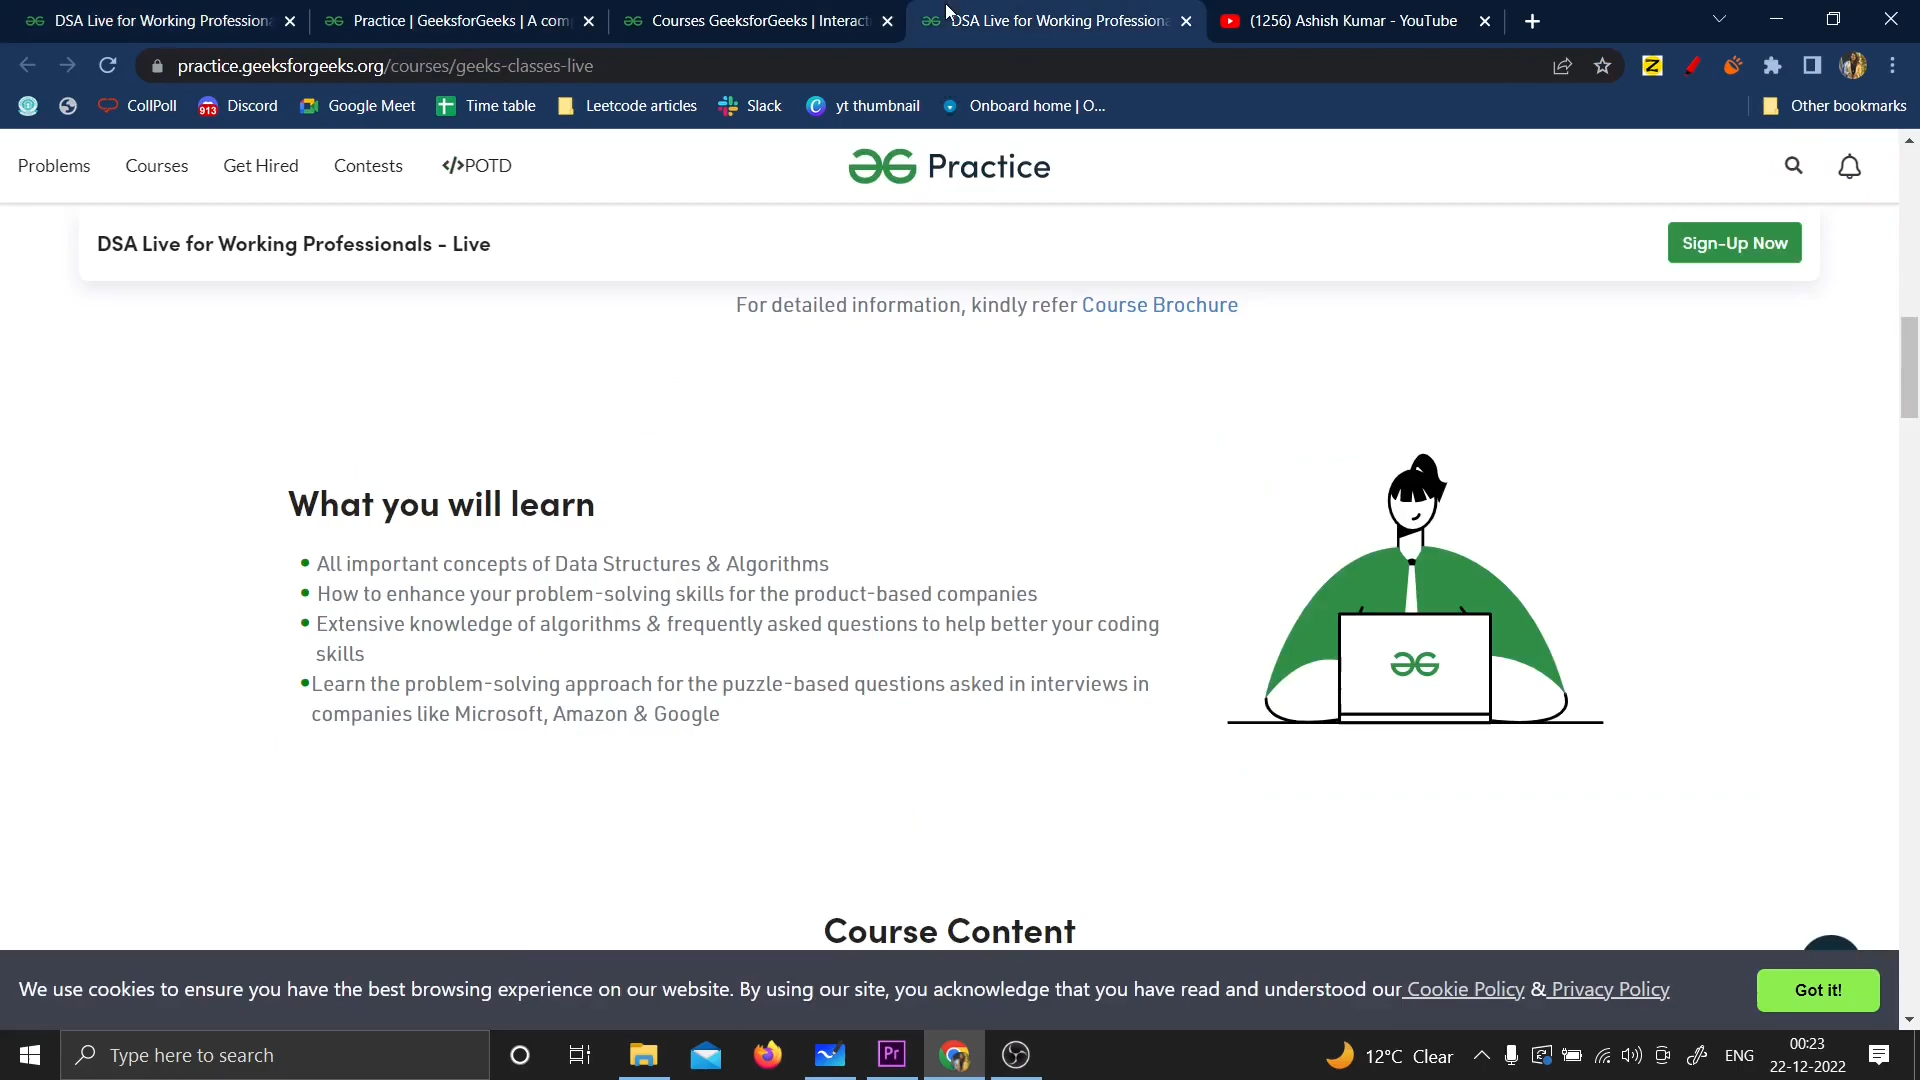 DSA Live for Working Professiona
Practice | GeeksforGeeks | A com
Courses GeeksforGeeks | Interact
DSA Live for Working Professiona
(1256) Ashish Kumar - YouTube
practice.geeksforgeeks.org/courses/geeks-classes-live
CollPoll
913
Discord
Google Meet
Time table
Leetcode articles
Slack
yt thumbnail
Onboard home | O...
Other bookmarks
Problems
Courses
Get Hired
Contests
</>POTD
Practice
DSA Live for Working Professionals - Live
Sign-Up Now
For detailed information, kindly refer Course Brochure
What you will learn
All important concepts of Data Structures & Algorithms
How to enhance your problem-solving skills for the product-based companies
Extensive knowledge of algorithms & frequently asked questions to help better your coding
skills
Learn the problem-solving approach for the puzzle-based questions asked in interviews in
companies like Microsoft, Amazon & Google
Course Content
We use cookies to ensure you have the best browsing experience on our website. By using our site, you acknowledge that you have read and understood our Cookie Policy & Privacy Policy
Got it!
Type here to search
Pr
12°C Clear
ENG
00:23
22-12-2022